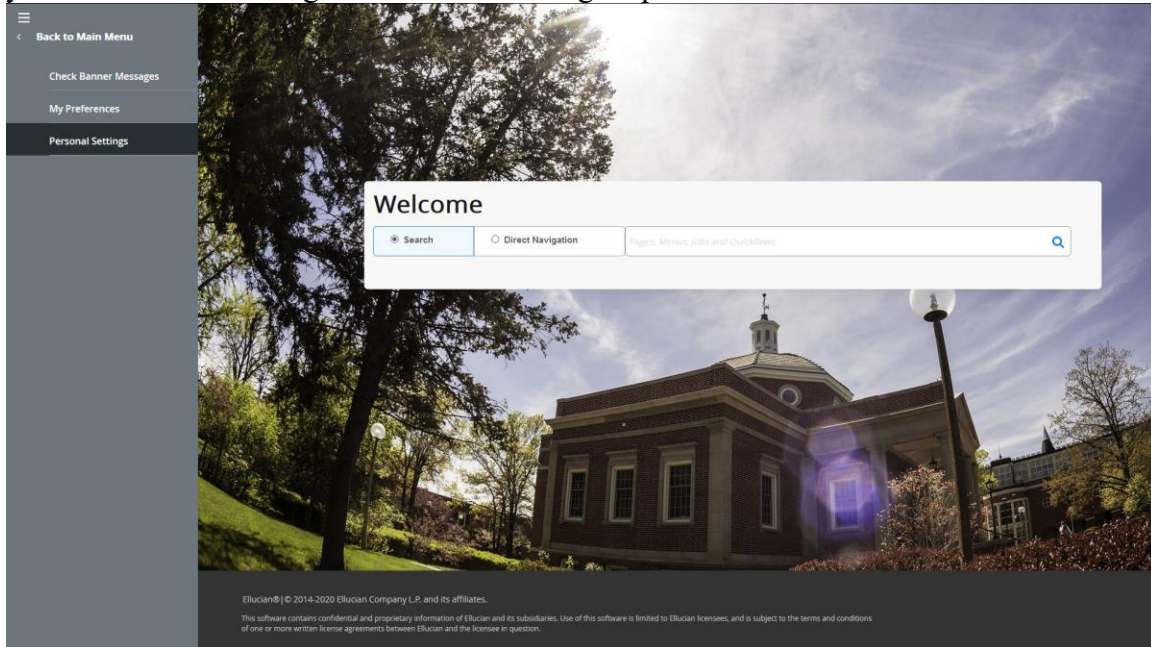 Back to Main Menu
Check Banner Messages
My Preferences
Personal Settings
Welcome
Search
Direct Navigation
Pages, Menus, Jobs and Quickflows
Ellucian®|© 2014-2020 Ellucian Company L.P. and its affiliates.
This software contains confidential and proprietary information of Ellucian and its subsidiaries. Use of this software is limited to Ellucian licensees, and is subject to the terms and conditions
of one or more written license agreements between Ellucian and the licensee in question.